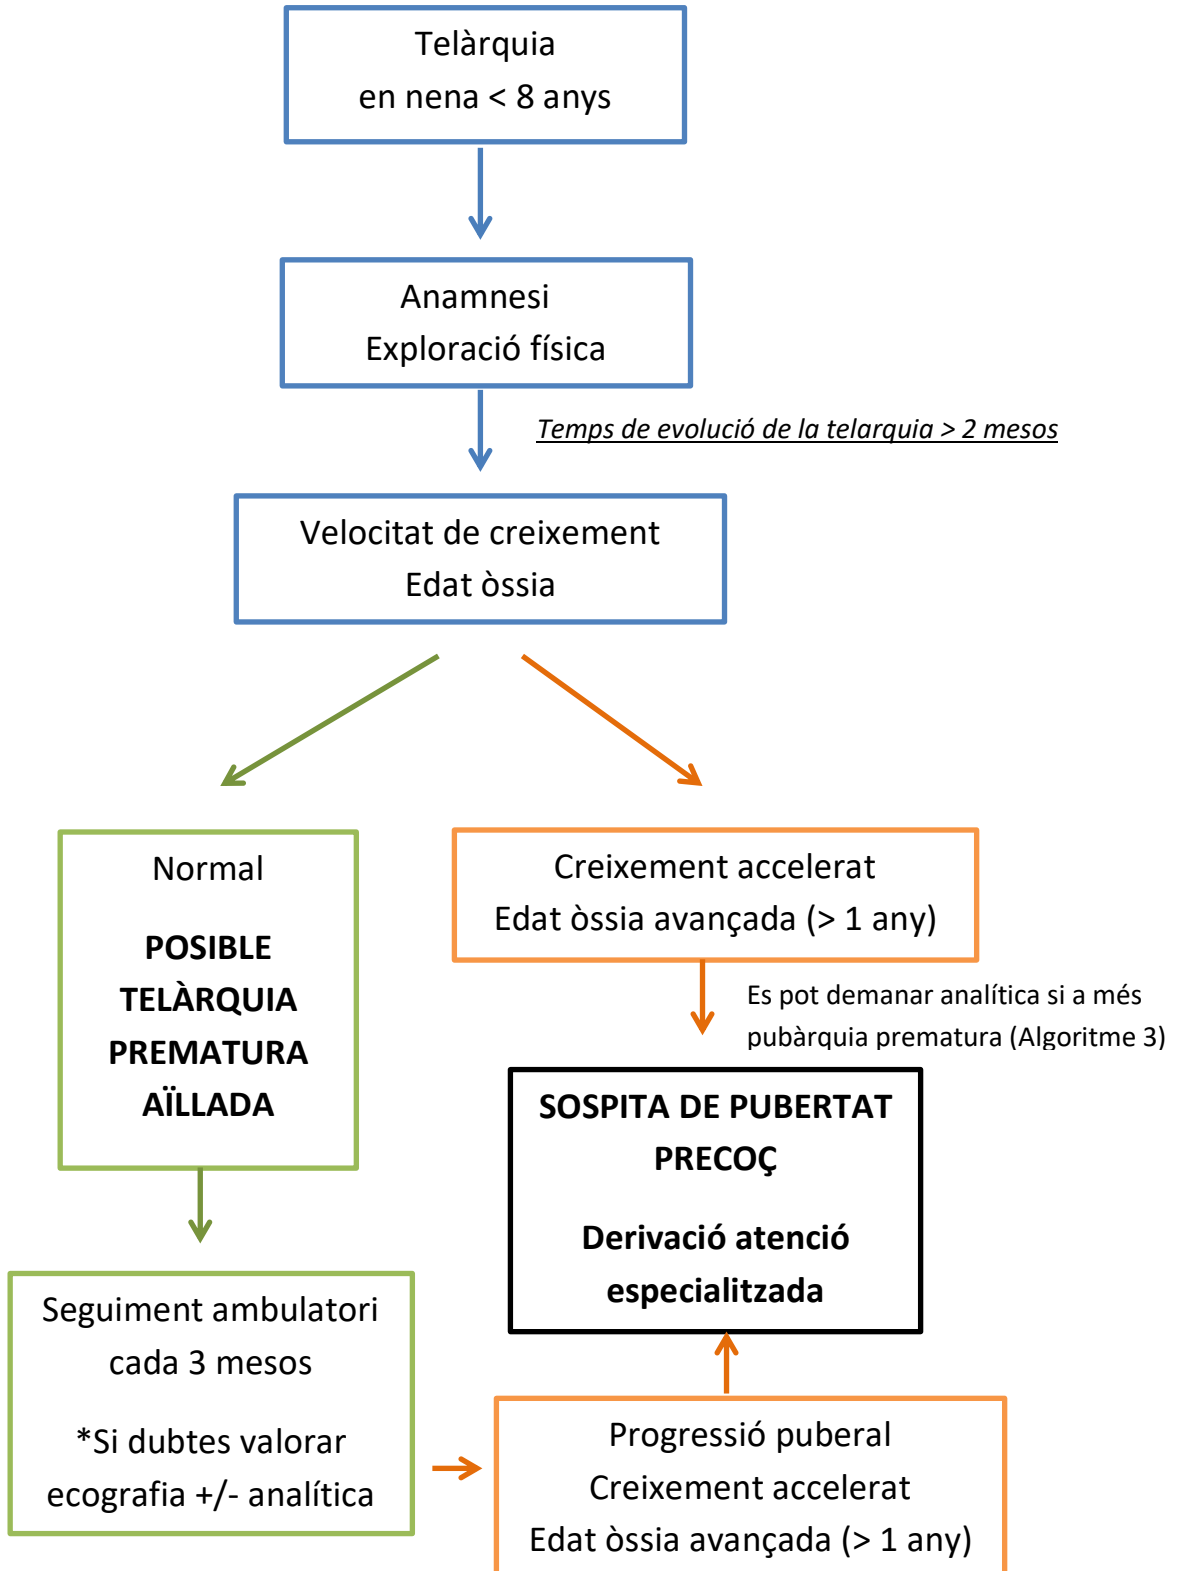 Telàrquia
en nena < 8 anys
Anamnesi
Exploració física
Temps de evolució de la telarquia > 2 mesos
Velocitat de creixement
Edat òssia
Normal
POSIBLE
TELÀRQUIA
PREMATURA
AÏLLADA
Creixement accelerat
Edat òssia avançada (> 1 any)
Es pot demanar analítica si a més
pubàrquia prematura (Algoritme 3)
SOSPITA DE PUBERTAT
PRECOÇ
Derivació atenció
especialitzada
Seguiment ambulatori
cada 3 mesos
*Si dubtes valorar
ecografia +/- analítica
Progressió puberal
Creixement accelerat
Edat òssia avançada (> 1 any)